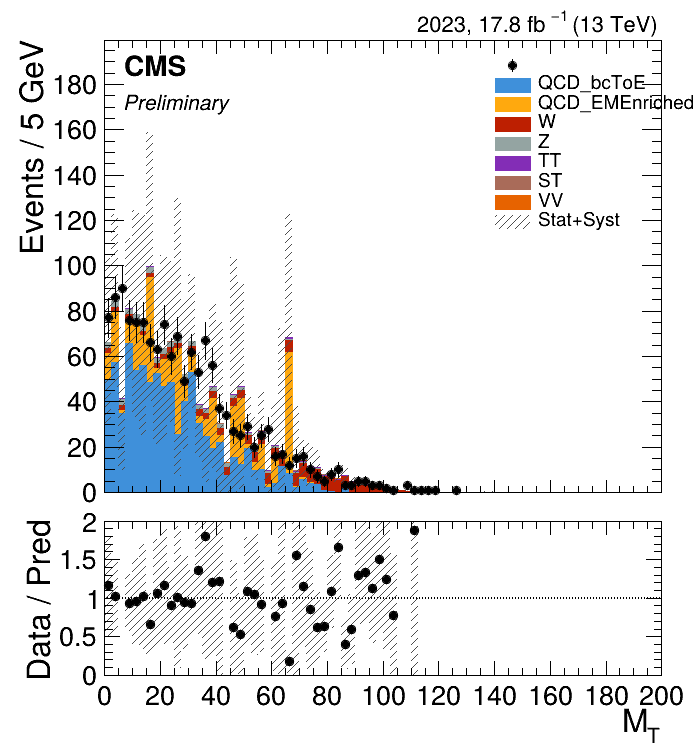 2023, 17.8 fb⁻¹ (13 TeV)
CMS
Preliminary
QCD_bcToE
QCD_EMEnriched
W
Z
TT
ST
VV
Stat+Syst
Events / 5 GeV
180
160
140
120
100
80
60
40
20
0
Data / Pred
2
1.5
1
0.5
0
0 20 40 60 80 100 120 140 160 180 200
M_T